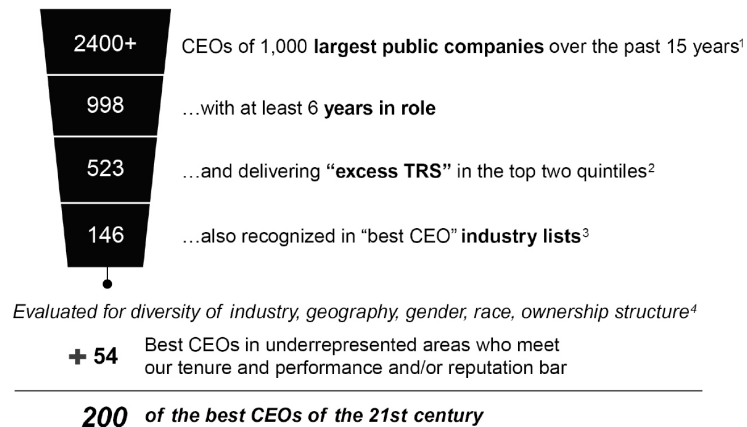 2400+ CEOs of 1,000 largest public companies over the past 15 years¹
998 …with at least 6 years in role
523 …and delivering “excess TRS” in the top two quintiles²
146 …also recognized in “best CEO” industry lists³
Evaluated for diversity of industry, geography, gender, race, ownership structure⁴
+ 54 Best CEOs in underrepresented areas who meet
our tenure and performance and/or reputation bar
200 of the best CEOs of the 21st century